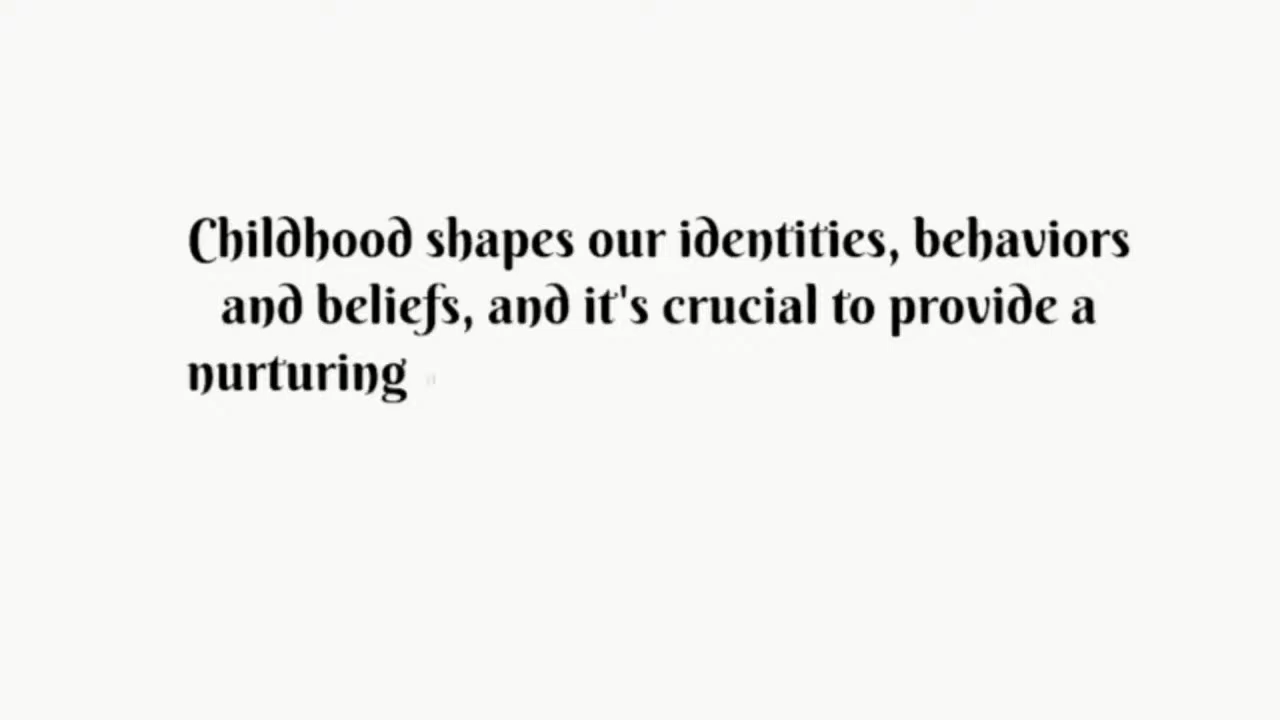 Childhood shapes our identities, behaviors
and beliefs, and it's crucial to provide a
nurturing